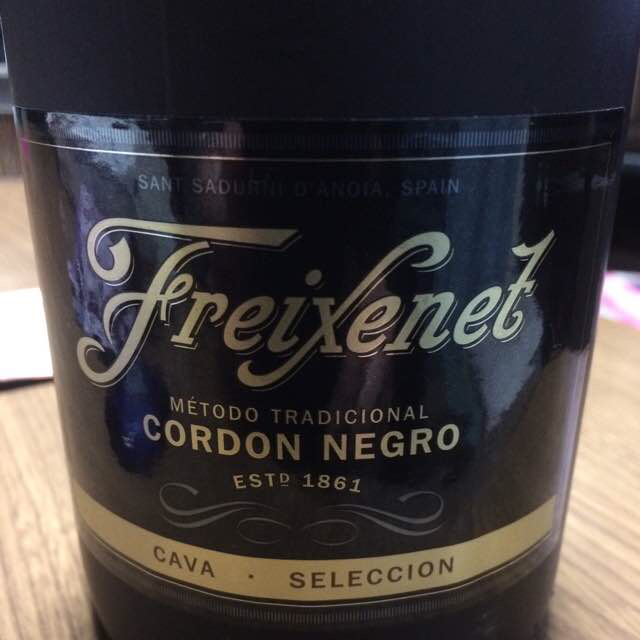 SANT SADURNI D'ANOIA, SPAIN
Freixenet
MÉTODO TRADICIONAL
CORDON NEGRO
ESTD 1861
CAVA · SELECCION